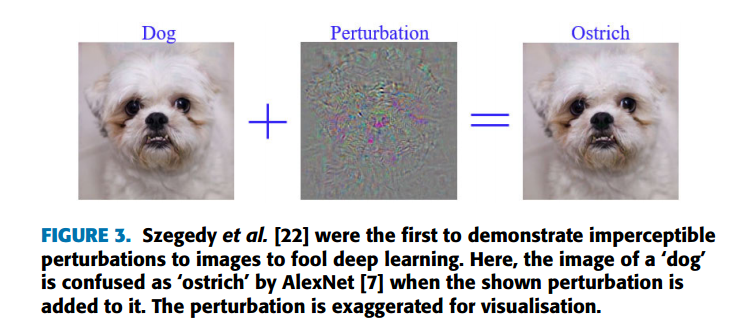 Dog Perturbation Ostrich
+ =
FIGURE 3. Szegedy et al. [22] were the first to demonstrate imperceptible
perturbations to images to fool deep learning. Here, the image of a ‘dog’
is confused as ‘ostrich’ by AlexNet [7] when the shown perturbation is
added to it. The perturbation is exaggerated for visualisation.